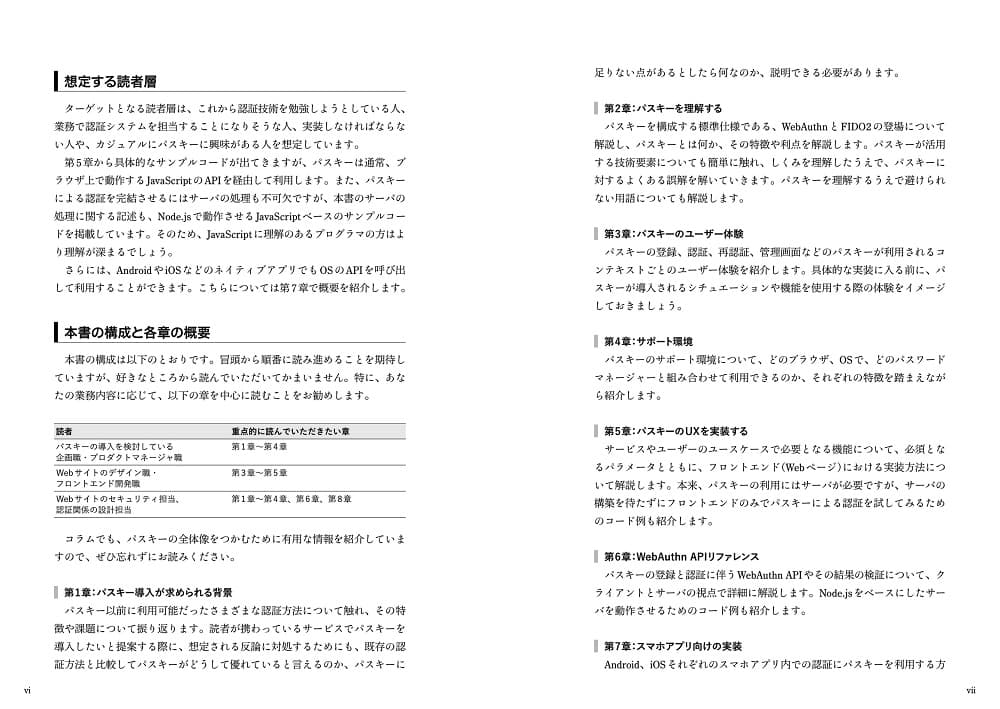 想定する読者層
ターゲットとなる読者層は、これから認証技術を勉強しようとしている人、
業務で認証システムを担当することになりそうな人、実装しなければならな
い人や、カジュアルにパスキーに興味がある人を想定しています。
第5章から具体的なサンプルコードが出てきますが、パスキーは通常、ブ
ラウザ上で動作するJavaScriptのAPIを経由して利用します。また、パスキー
による認証を完結させるにはサーバの処理も不可欠ですが、本書のサーバの
処理に関する記述も、Node.jsで動作させるJavaScriptベースのサンプルコー
ドを掲載しています。そのため、JavaScriptに理解のあるプログラマの方はよ
り理解が深まるでしょう。
さらには、AndroidやiOSなどのネイティブアプリでもOSのAPIを呼び出
して利用することができます。こちらについては第7章で概要を紹介します。
本書の構成と各章の概要
本書の構成は以下のとおりです。冒頭から順番に読み進めることを期待し
ていますが、好きなところから読んでいただいてかまいません。特に、あな
たの業務内容に応じて、以下の章を中心に読むことをお勧めします。
読者 重点的に読んでいただきたい章
パスキーの導入を検討している 第1章〜第4章
企画職・プロダクトマネージャ職
Webサイトのデザイン職・ 第3章〜第5章
フロントエンド開発職
Webサイトのセキュリティ担当、 第1章〜第4章、第6章、第8章
認証関係の設計担当
コラムでも、パスキーの全体像をつかむために有用な情報を紹介していま
すので、ぜひ忘れずにお読みください。
第1章：パスキー導入が求められる背景
パスキー以前に利用可能だったさまざまな認証方法について触れ、その特
徴や課題について振り返ります。読者が携わっているサービスでパスキーを
導入したいと提案する際に、想定される反論に対処するためにも、既存の認
証方法と比較してパスキーがどうして優れていると言えるのか、パスキーに
vi
足りない点があるとしたら何なのか、説明できる必要があります。
第2章：パスキーを理解する
パスキーを構成する標準仕様である、WebAuthnとFIDO2の登場について
解説し、パスキーとは何か、その特徴や利点を解説します。パスキーが活用
する技術要素についても簡単に触れ、しくみを理解したうえで、パスキーに
対するよくある誤解を解いていきます。パスキーを理解するうえで避けられ
ない用語についても解説します。
第3章：パスキーのユーザー体験
パスキーの登録、認証、再認証、管理画面などのパスキーが利用されるコ
ンテキストごとのユーザー体験を紹介します。具体的な実装に入る前に、パ
スキーが導入されるシチュエーションや機能を使用する際の体験をイメージ
しておきましょう。
第4章：サポート環境
パスキーのサポート環境について、どのブラウザ、OSで、どのパスワード
マネージャーと組み合わせて利用できるのか、それぞれの特徴を踏まえなが
ら紹介します。
第5章：パスキーのUXを実装する
サービスやユーザーのユースケースで必要となる機能について、必須とな
るパラメータとともに、フロントエンド（Webページ）における実装方法につ
いて解説します。本来、パスキーの利用にはサーバが必要ですが、サーバの
構築を待たずにフロントエンドのみでパスキーによる認証を試してみるため
のコード例も紹介します。
第6章：WebAuthn APIリファレンス
パスキーの登録と認証に伴うWebAuthn APIやその結果の検証について、ク
ライアントとサーバの視点で詳細に解説します。Node.jsをベースにしたサー
バを動作させるためのコード例も紹介します。
第7章：スマホアプリ向けの実装
Android、iOSそれぞれのスマホアプリ内での認証にパスキーを利用する方
vii